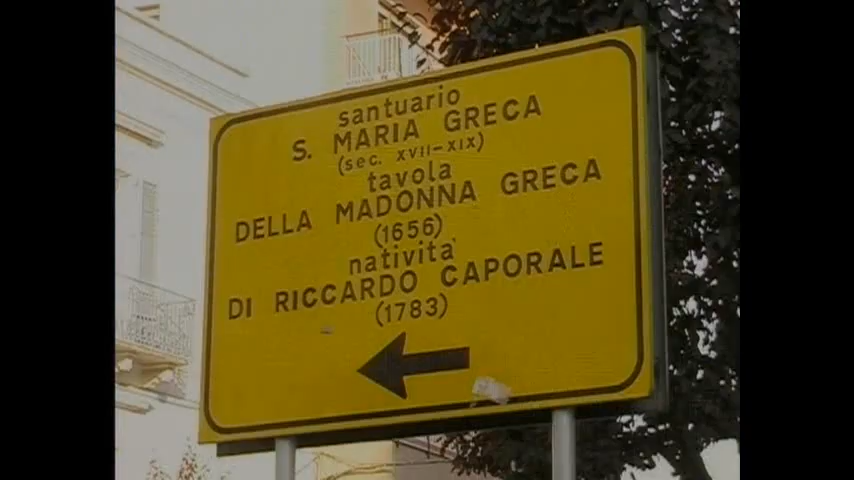 santuario
S. MARIA GRECA
(sec. XVII-XIX)
tavola
DELLA MADONNA GRECA
(1656)
natività
DI RICCARDO CAPORALE
(1783)